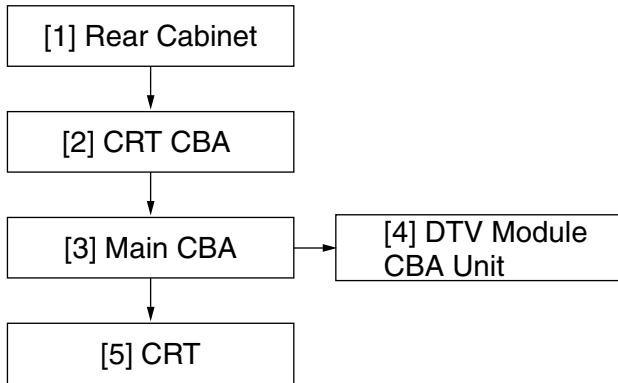 [1] Rear Cabinet
[2] CRT CBA
[3] Main CBA
[4] DTV Module
CBA Unit
[5] CRT